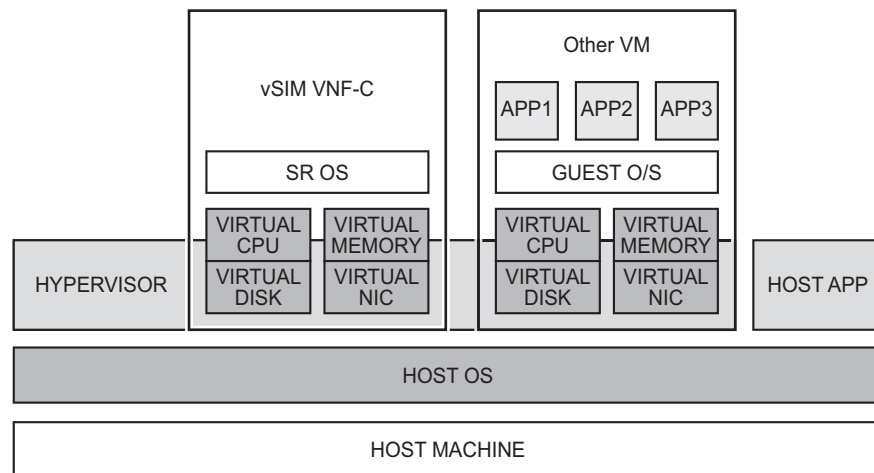 vSIM VNF-C
Other VM
APP1
APP2
APP3
SR OS
GUEST O/S
VIRTUAL
CPU
VIRTUAL
MEMORY
VIRTUAL
DISK
VIRTUAL
NIC
VIRTUAL
CPU
VIRTUAL
MEMORY
VIRTUAL
DISK
VIRTUAL
NIC
HYPERVISOR
HOST APP
HOST OS
HOST MACHINE